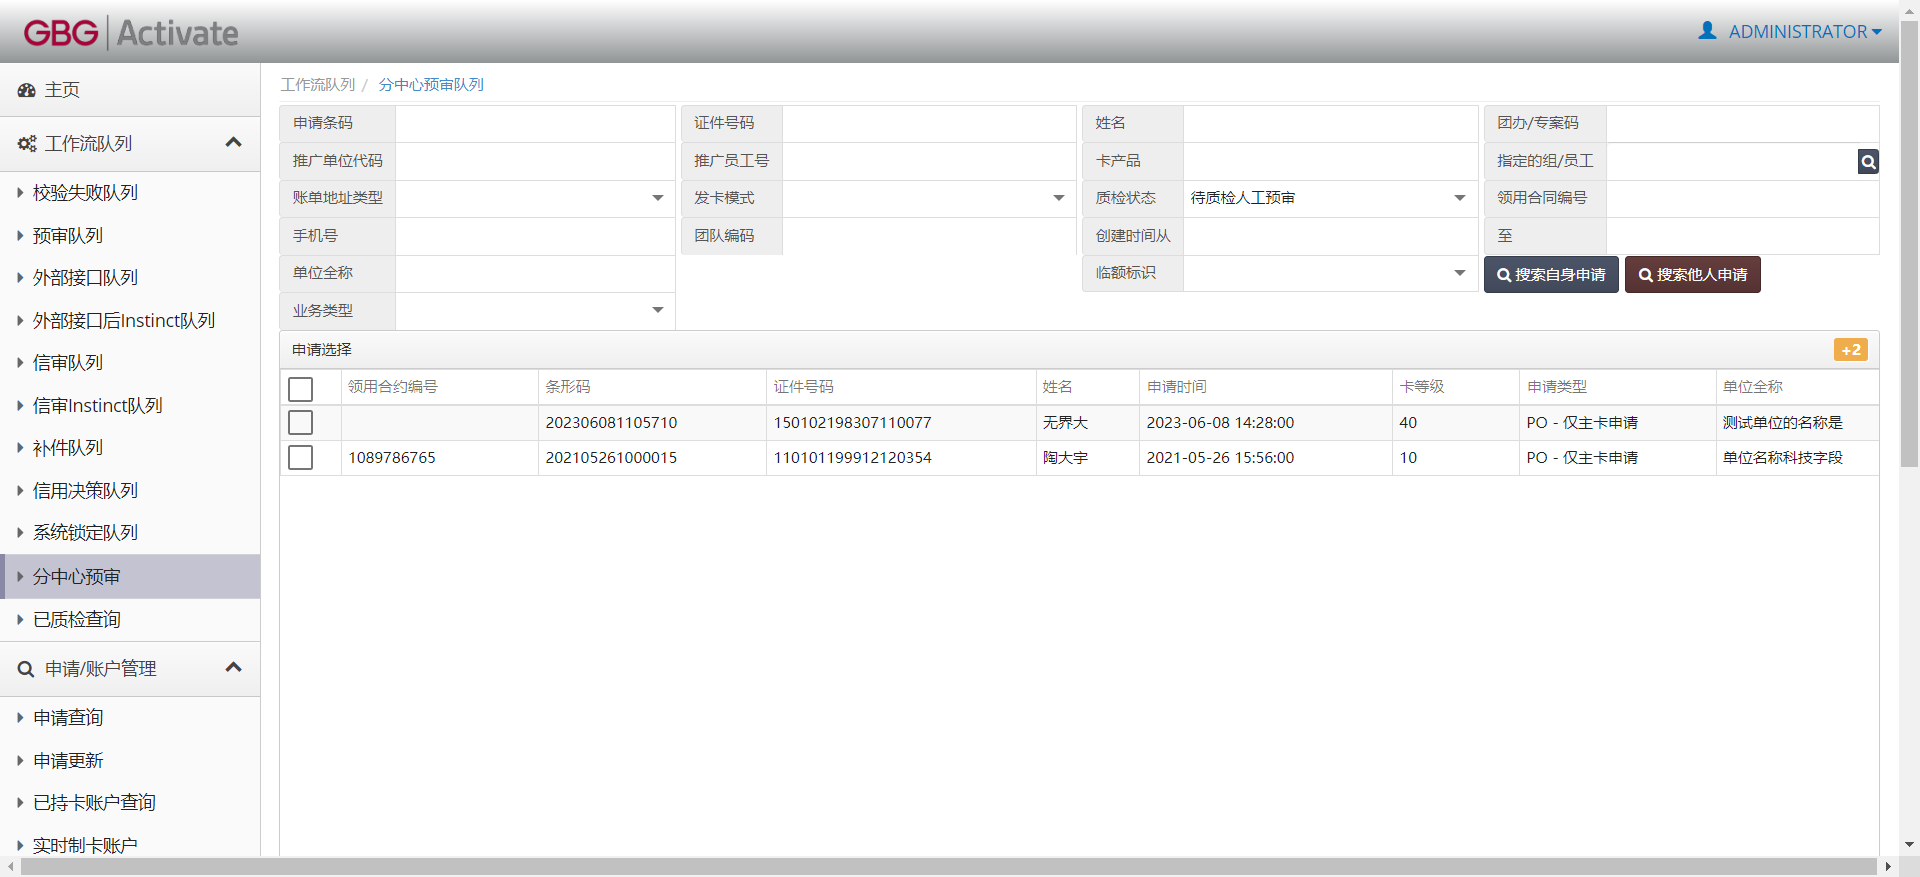 GBG Activate
ADMINISTRATOR
主页
工作流队列
校验失败队列
预审队列
外部接口队列
外部接口后Instinct队列
信审队列
信审Instinct队列
补件队列
信用决策队列
系统锁定队列
分中心预审
已质检查询
申请/账户管理
申请查询
申请更新
已持卡账户查询
实时制卡账户
工作流队列 / 分中心预审队列
申请条码 证件号码 姓名 团办/专案码
推广单位代码 推广员工号 卡产品 指定的组/员工
账单地址类型 发卡模式 质检状态 待质检人工预审 领用合同编号
手机号 团队编码 创建时间从 至
单位全称 临额标识 搜索自身申请 搜索他人申请
业务类型
申请选择 +2
领用合约编号 条形码 证件号码 姓名 申请时间 卡等级 申请类型 单位全称
202306081105710 150102198307110077 无界大 2023-06-08 14:28:00 40 PO - 仅主卡申请 测试单位的名称是
1089786765 202105261000015 110101199912120354 陶大宇 2021-05-26 15:56:00 10 PO - 仅主卡申请 单位名称科技字段